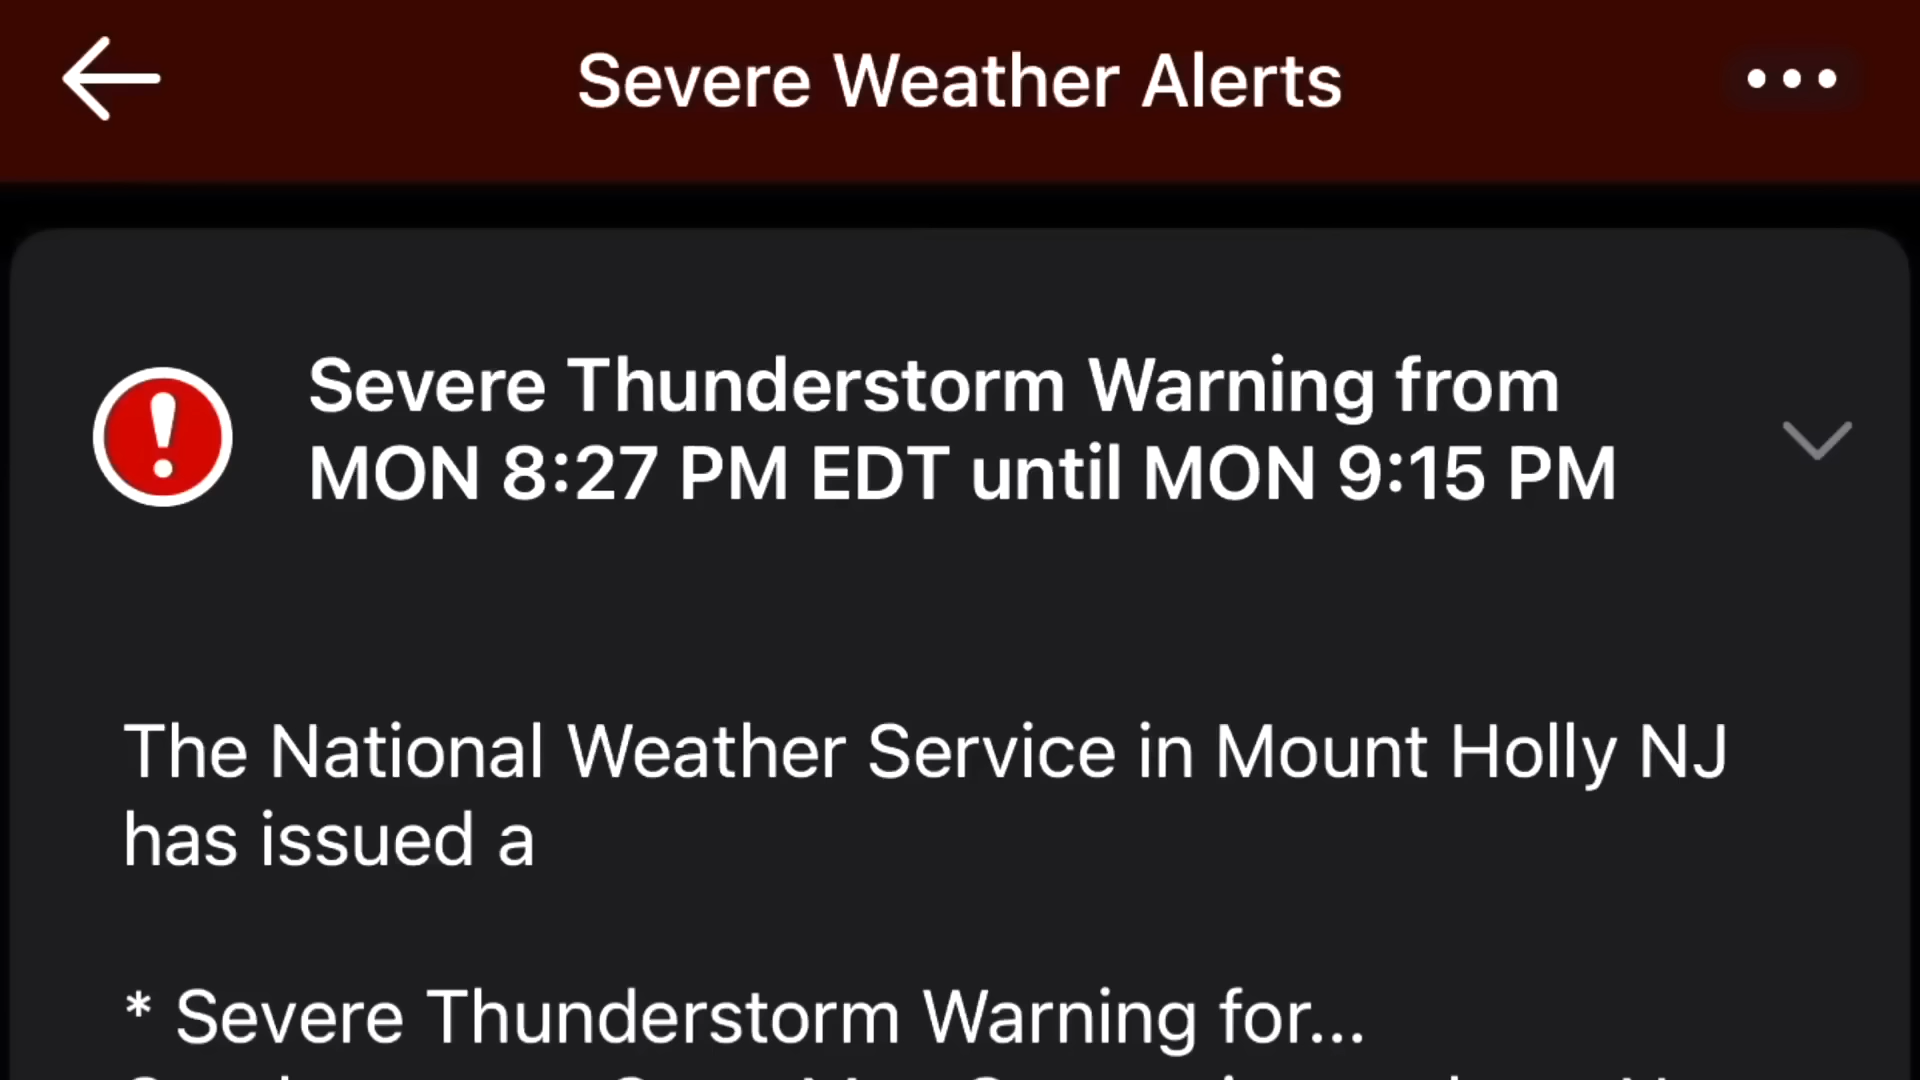 Severe Weather Alerts
Severe Thunderstorm Warning from
MON 8:27 PM EDT until MON 9:15 PM
The National Weather Service in Mount Holly NJ
has issued a
* Severe Thunderstorm Warning for...